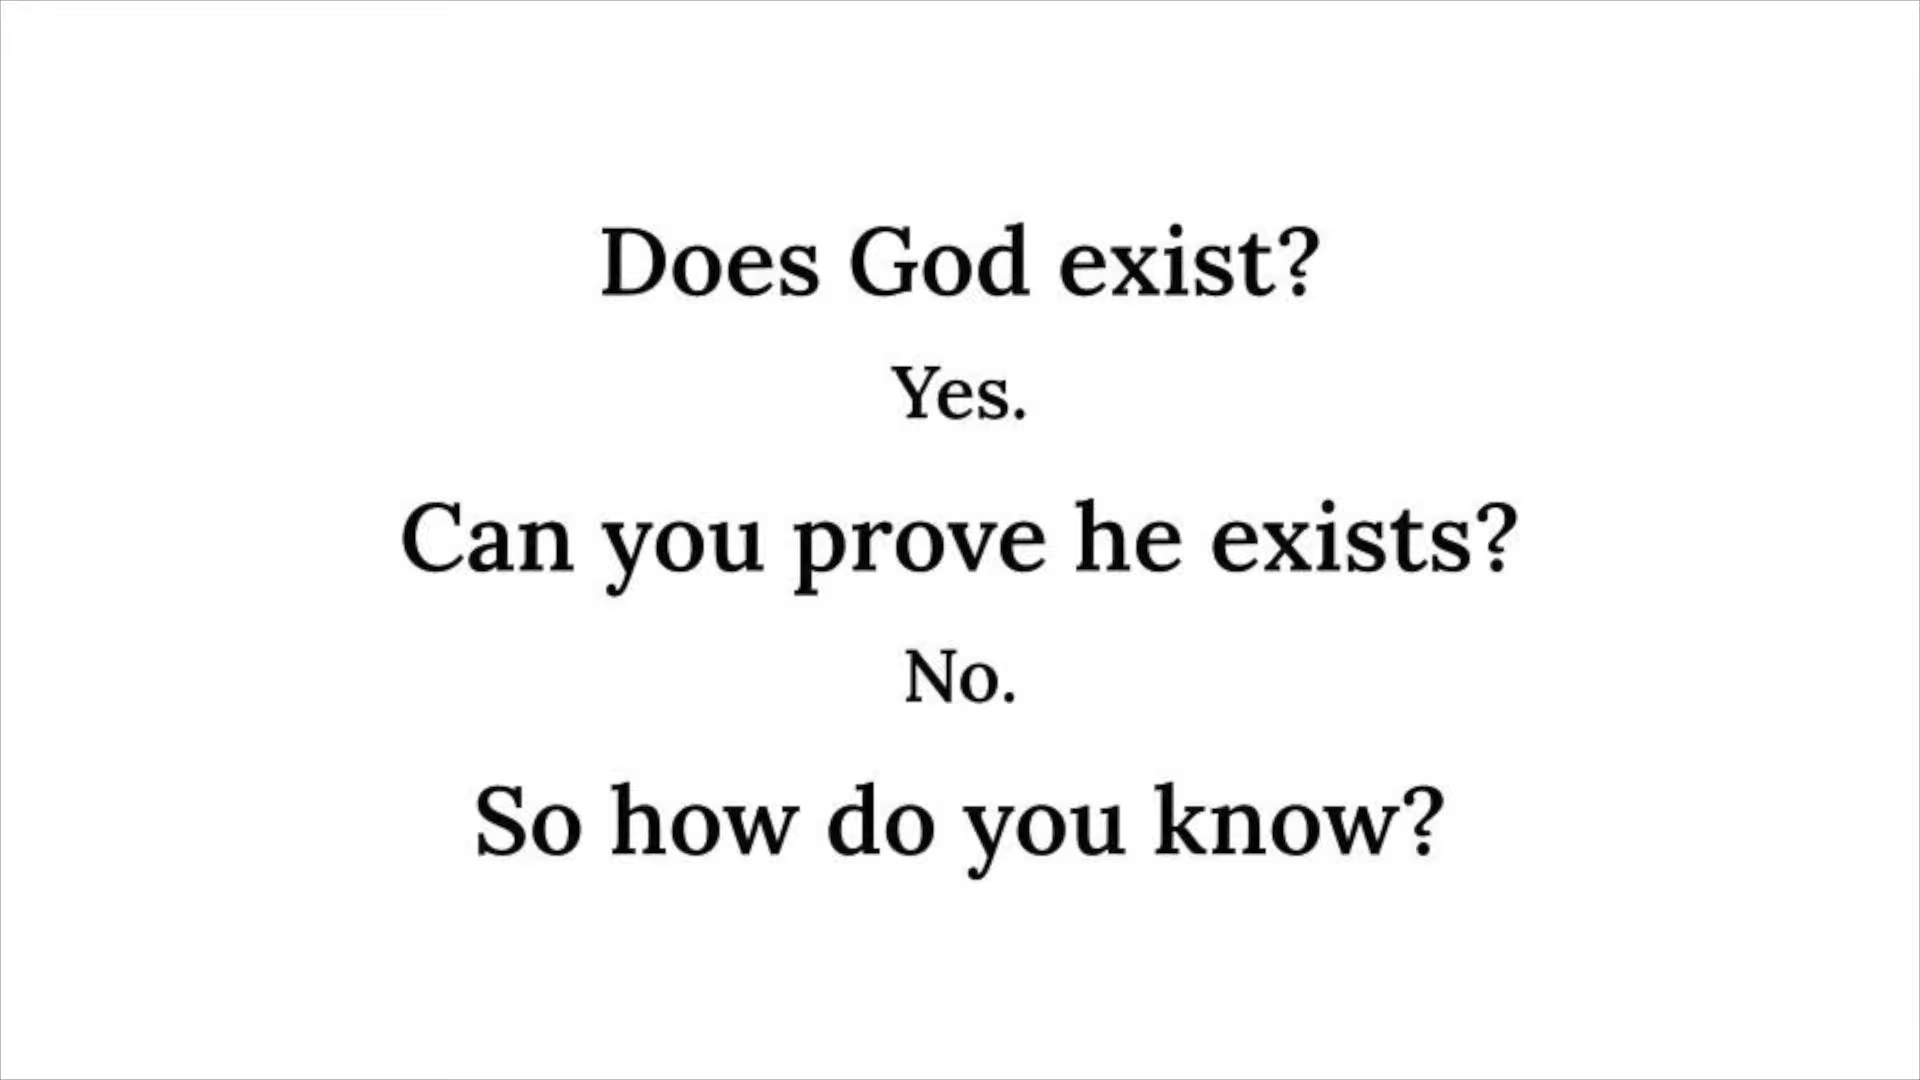 Does God exist?
Yes.
Can you prove he exists?
No.
So how do you know?